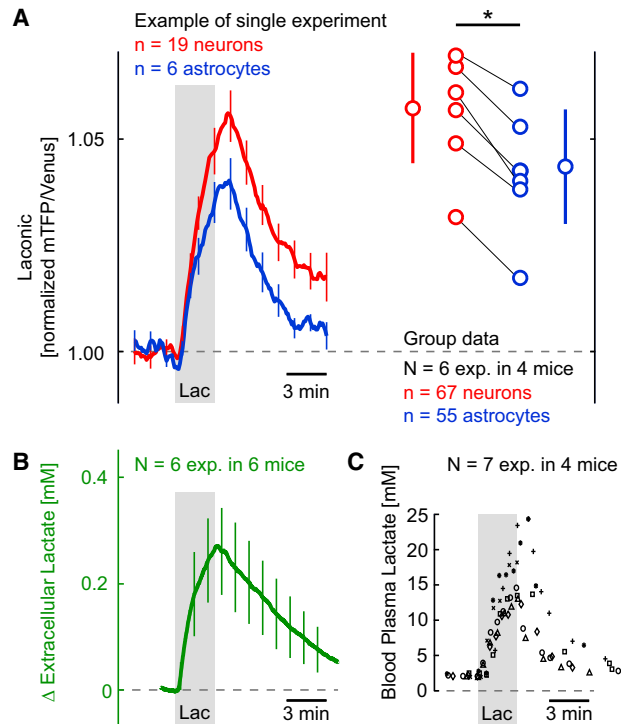 A
Example of single experiment
n = 19 neurons
n = 6 astrocytes
*
Laconic
[normalized mTFP/Venus]
1.05
1.00
Lac
3 min
Group data
N = 6 exp. in 4 mice
n = 67 neurons
n = 55 astrocytes
B
N = 6 exp. in 6 mice
Δ Extracellular Lactate [mM]
0.4
0.2
0
Lac
3 min
C
N = 7 exp. in 4 mice
Blood Plasma Lactate [mM]
25
20
15
10
5
0
Lac
3 min